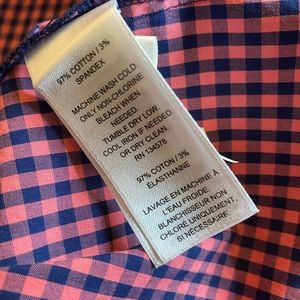 97% COTTON / 3%
SPANDEX
MACHINE WASH COLD.
ONLY NON-CHLORINE
BLEACH WHEN
NEEDED.
TUMBLE DRY LOW.
COOL IRON IF NEEDED
OR DRY CLEAN.
RN 134578
97% COTTON / 3%
ÉLASTHANNE
LAVAGE EN MACHINE À
L'EAU FROIDE.
BLANCHISSEUR NON
CHLORÉ UNIQUEMENT,
SI NÉCESSAIRE